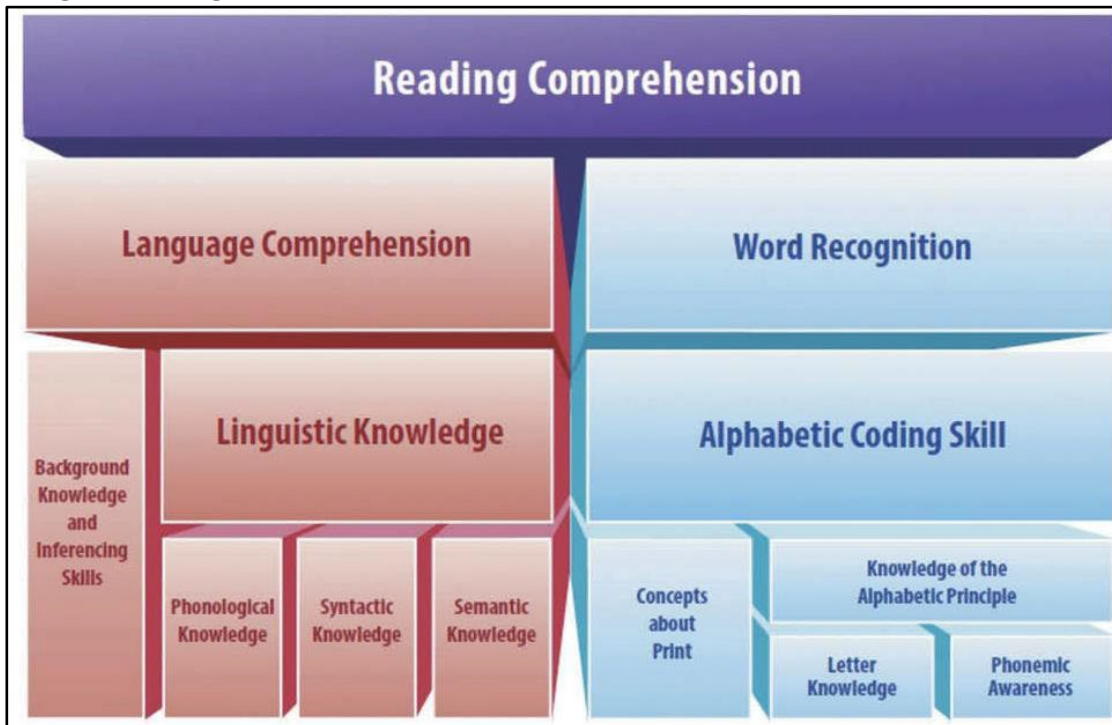 Reading Comprehension
Language Comprehension
Word Recognition
Background
Knowledge
and
Inferencing
Skills
Linguistic Knowledge
Alphabetic Coding Skill
Phonological
Knowledge
Syntactic
Knowledge
Semantic
Knowledge
Concepts
about
Print
Knowledge of the
Alphabetic Principle
Letter
Knowledge
Phonemic
Awareness